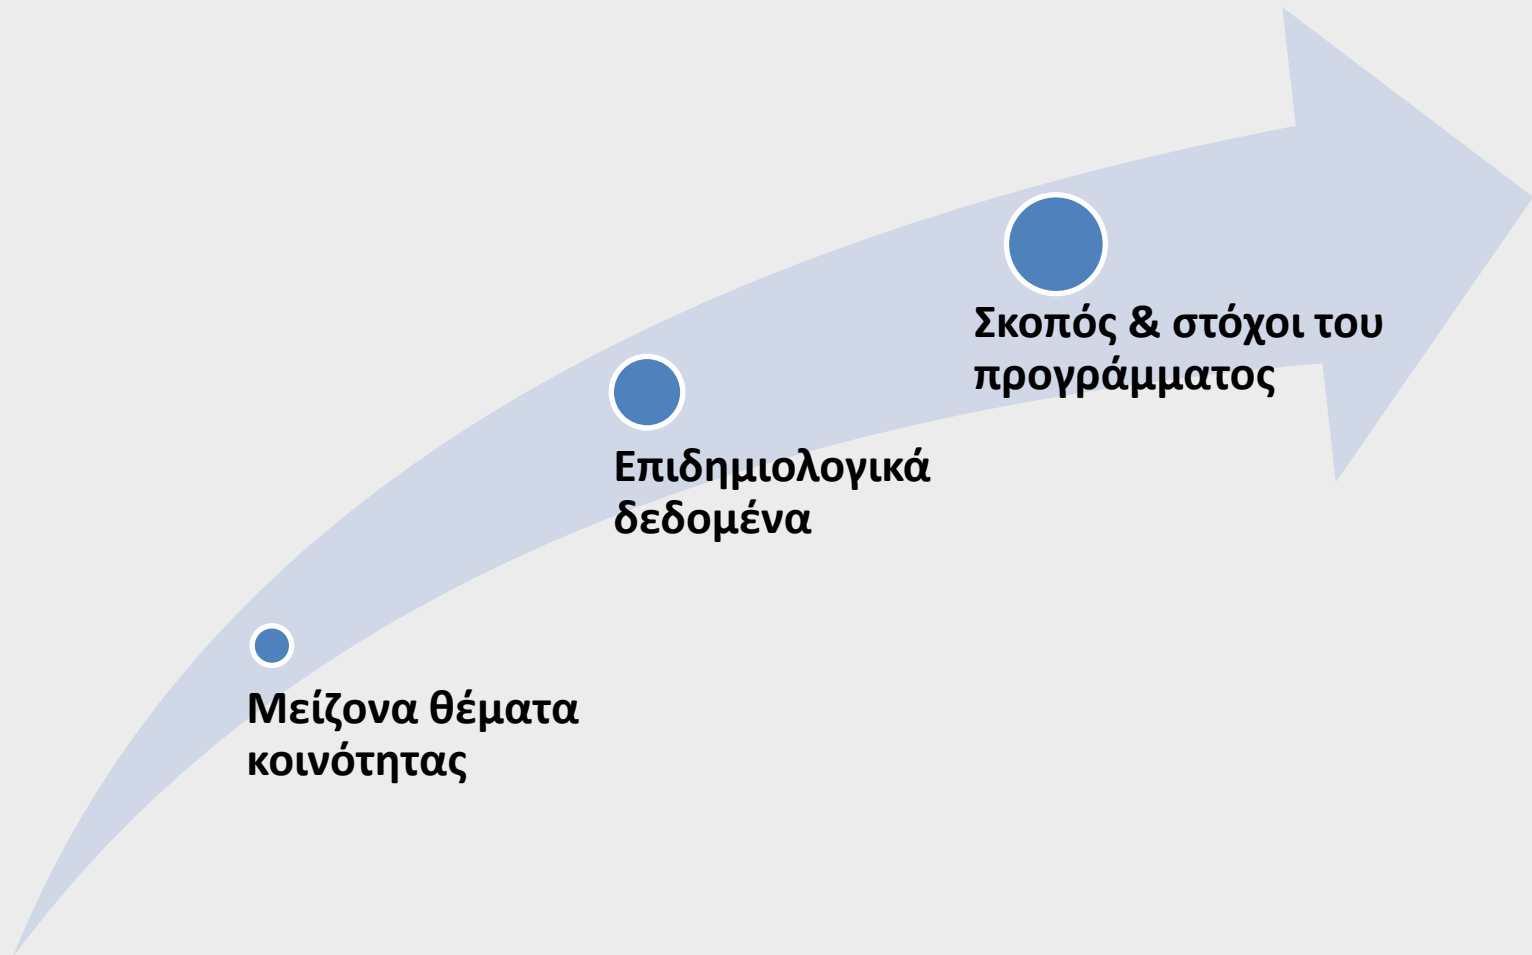 Σκοπός & στόχοι του
προγράμματος
Επιδημιολογικά
δεδομένα
Μείζονα θέματα
κοινότητας